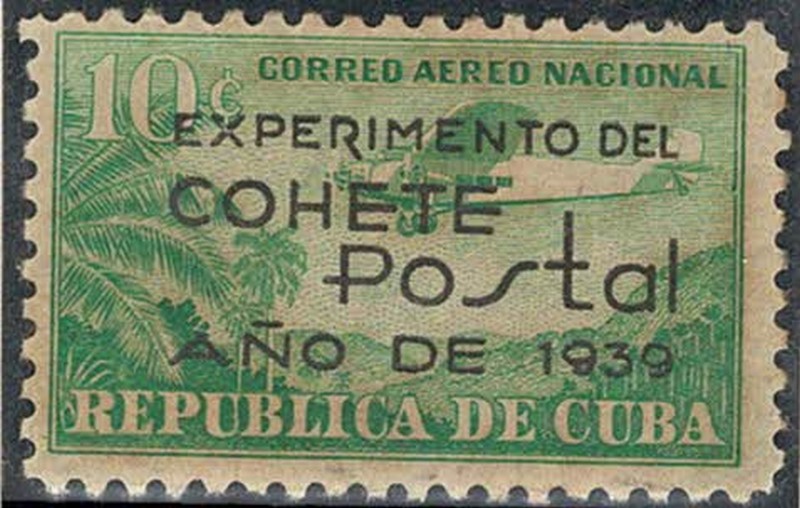 10¢ CORREO AEREO NACIONAL
EXPERIMENTO DEL
COHETE
Postal
AÑO DE 1939
REPUBLICA DE CUBA